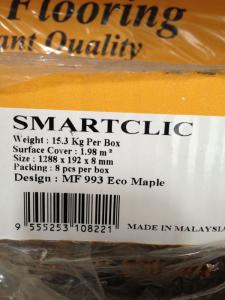 Flooring
ant Quality
SMARTCLIC
Weight : 15.3 Kg Per Box
Surface Cover : 1.98 m²
Size : 1288 x 192 x 8 mm
Packing : 8 pcs per box
Design : MF 993 Eco Maple
9 555253 108221
MADE IN MALAYSIA